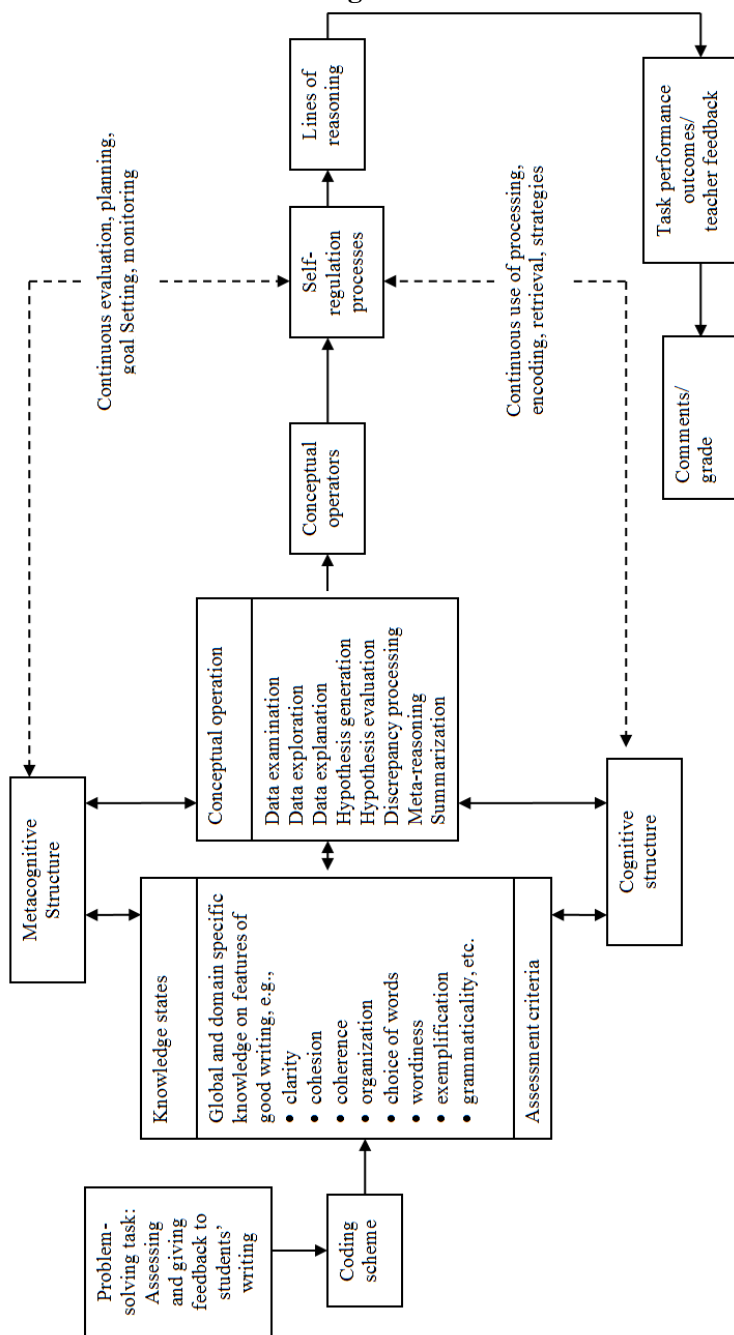 Problem-
solving task:
Assessing
and giving
feedback to
students’
writing
Coding
scheme
Metacognitive
Structure
Knowledge states
Global and domain specific
knowledge on features of
good writing, e.g.,
• clarity
• cohesion
• coherence
• organization
• choice of words
• wordiness
• exemplification
• grammaticality, etc.
Assessment criteria
Conceptual operation
Data examination
Data exploration
Data explanation
Hypothesis generation
Hypothesis evaluation
Discrepancy processing
Meta-reasoning
Summarization
Cognitive
structure
Conceptual
operators
Continuous evaluation, planning,
goal Setting, monitoring
Self-
regulation
processes
Continuous use of processing,
encoding, retrieval, strategies
Lines of
reasoning
Task performance
outcomes/
teacher feedback
Comments/
grade